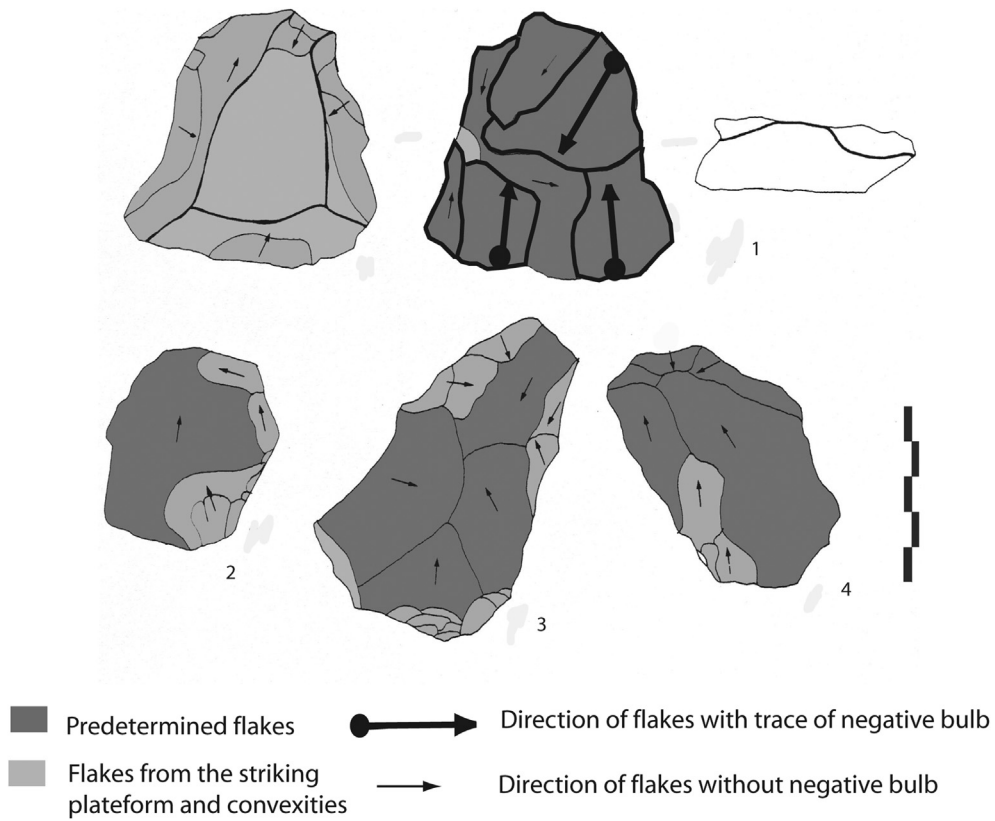 1
2
3
4
Predetermined flakes
Direction of flakes with trace of negative bulb
Flakes from the striking
plateform and convexities
Direction of flakes without negative bulb